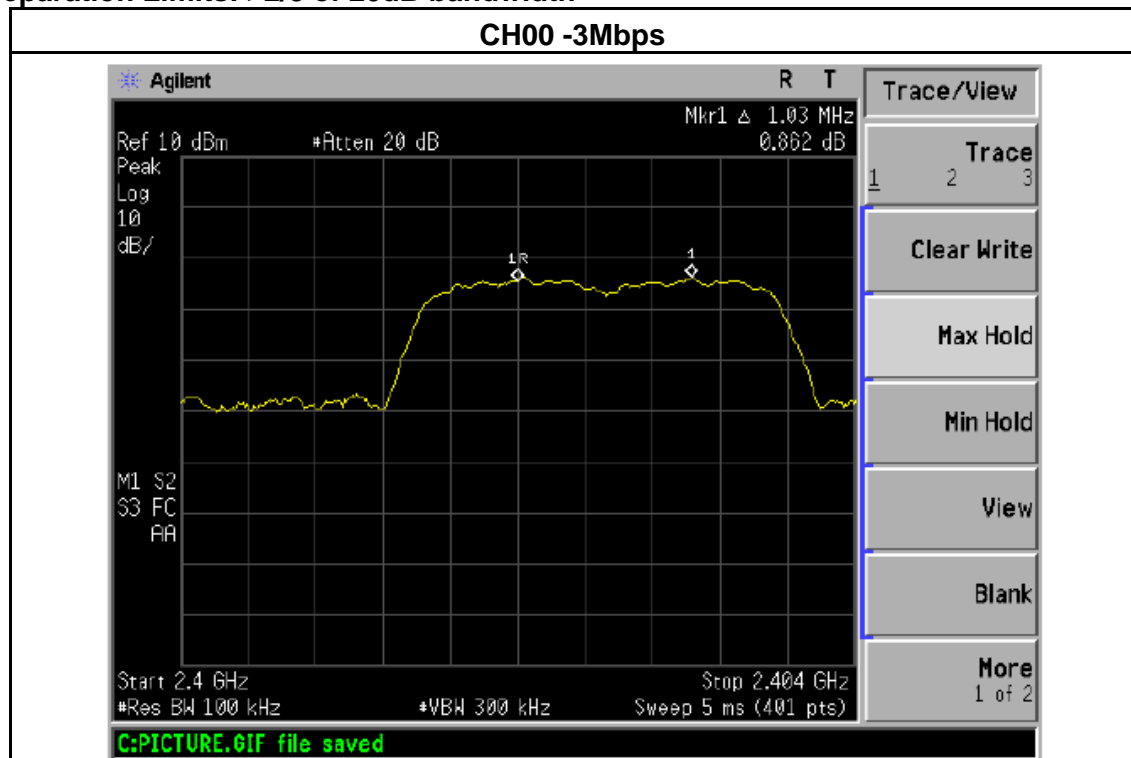 CH00 -3Mbps
Agilent
R T
Mkr1 Δ 1.03 MHz
0.862 dB
Ref 10 dBm
#Atten 20 dB
Peak
Log
10
dB/
1R
1
M1 S2
S3 FC
AA
Start 2.4 GHz
Stop 2.404 GHz
#Res BW 100 kHz
#VBW 300 kHz
Sweep 5 ms (401 pts)
C:PICTURE.GIF file saved
Trace/View
Trace
1 2 3
Clear Write
Max Hold
Min Hold
View
Blank
More
1 of 2